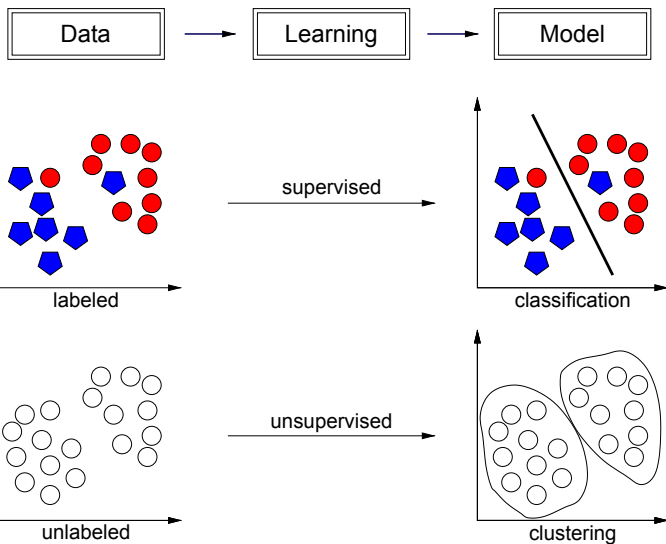 Data
Learning
Model
supervised
labeled
classification
unsupervised
unlabeled
clustering